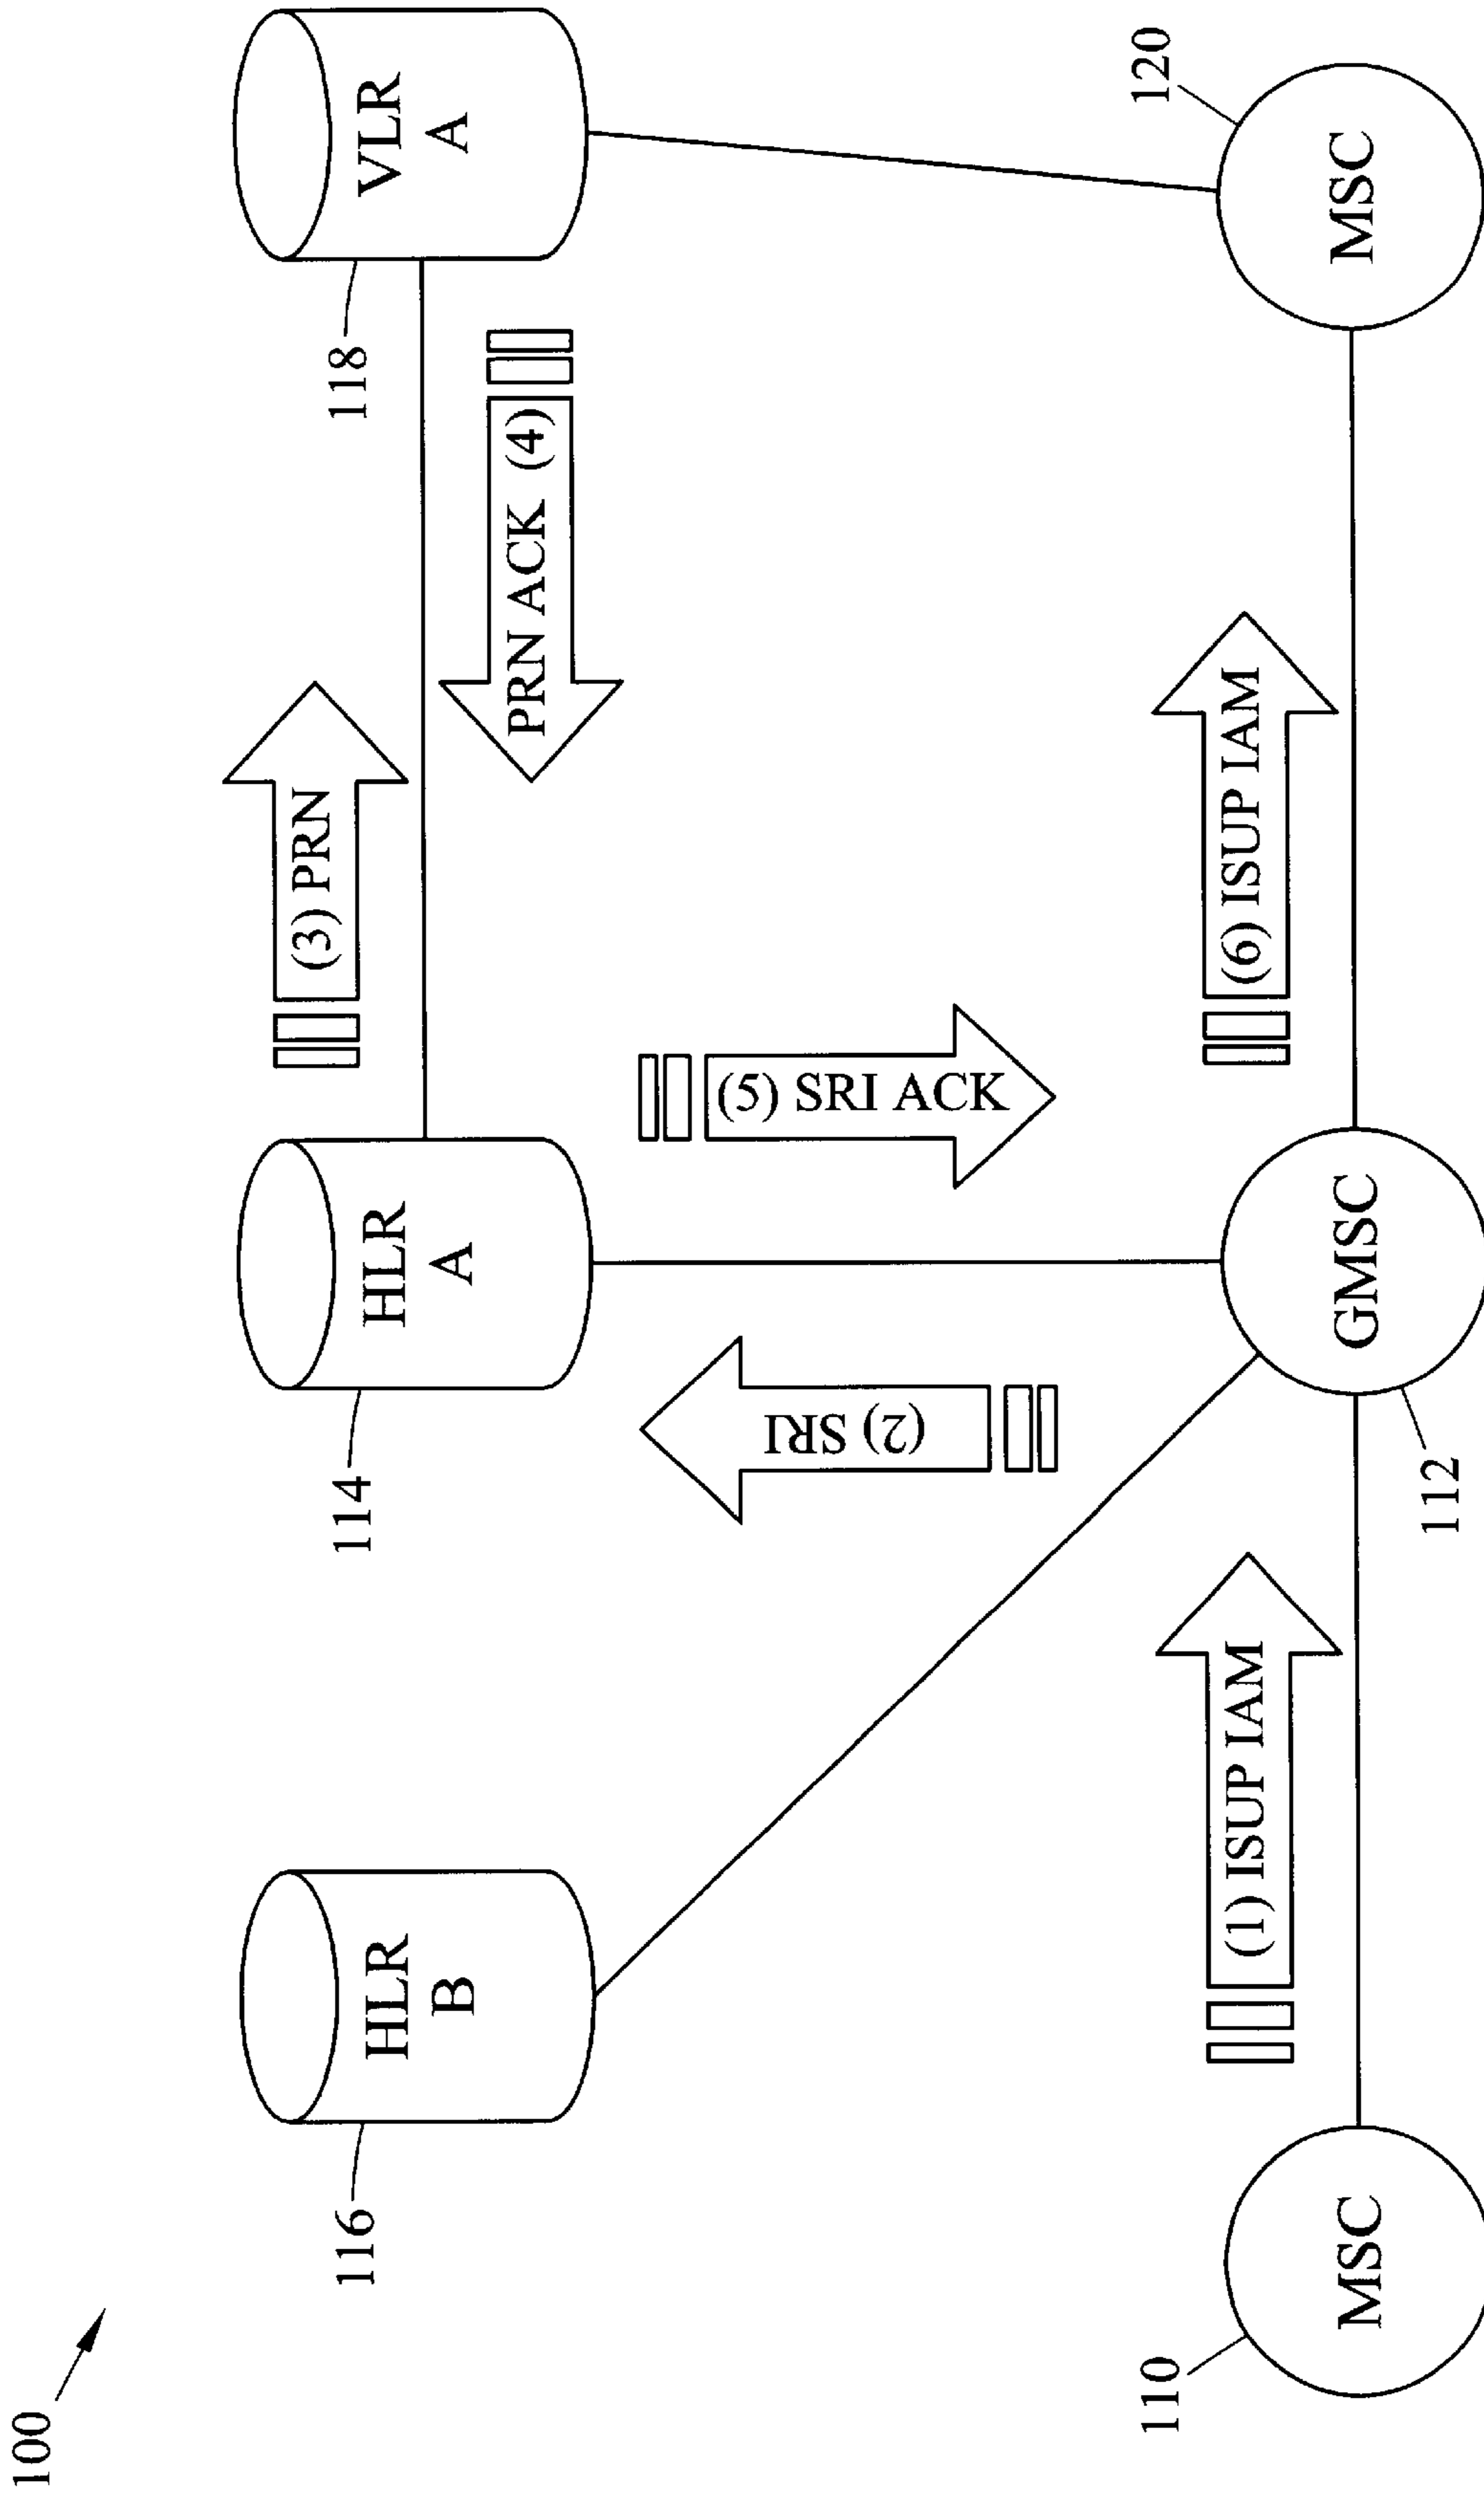 100
116
HLR
B
114
HLR
A
118
VLR
A
(3) PRN
PRN ACK (4)
(2) SRI
(5) SRI ACK
(1) ISUP IAM
(6) ISUP IAM
110
MSC
112
GMSC
120
MSC